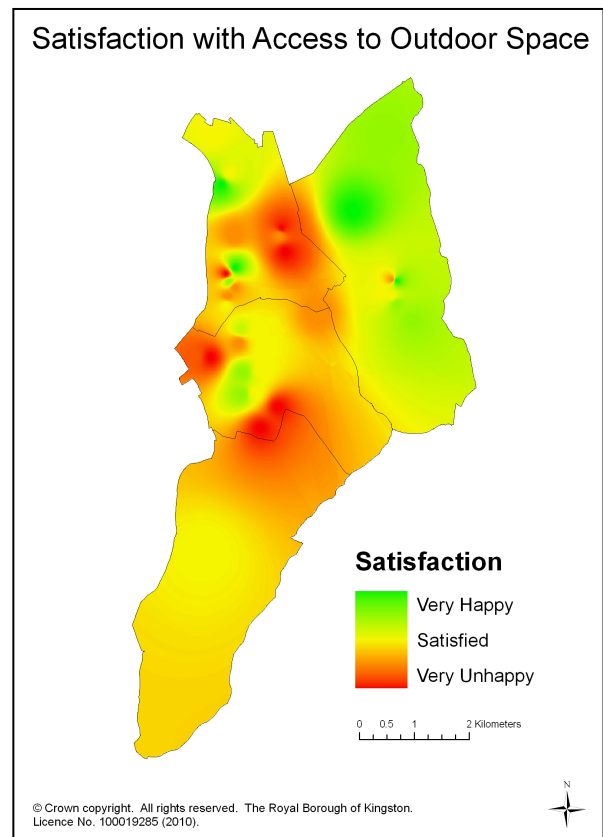 Satisfaction with Access to Outdoor Space
Satisfaction
Very Happy
Satisfied
Very Unhappy
0 0.5 1 2 Kilometers
N
© Crown copyright. All rights reserved. The Royal Borough of Kingston.
Licence No. 100019285 (2010).